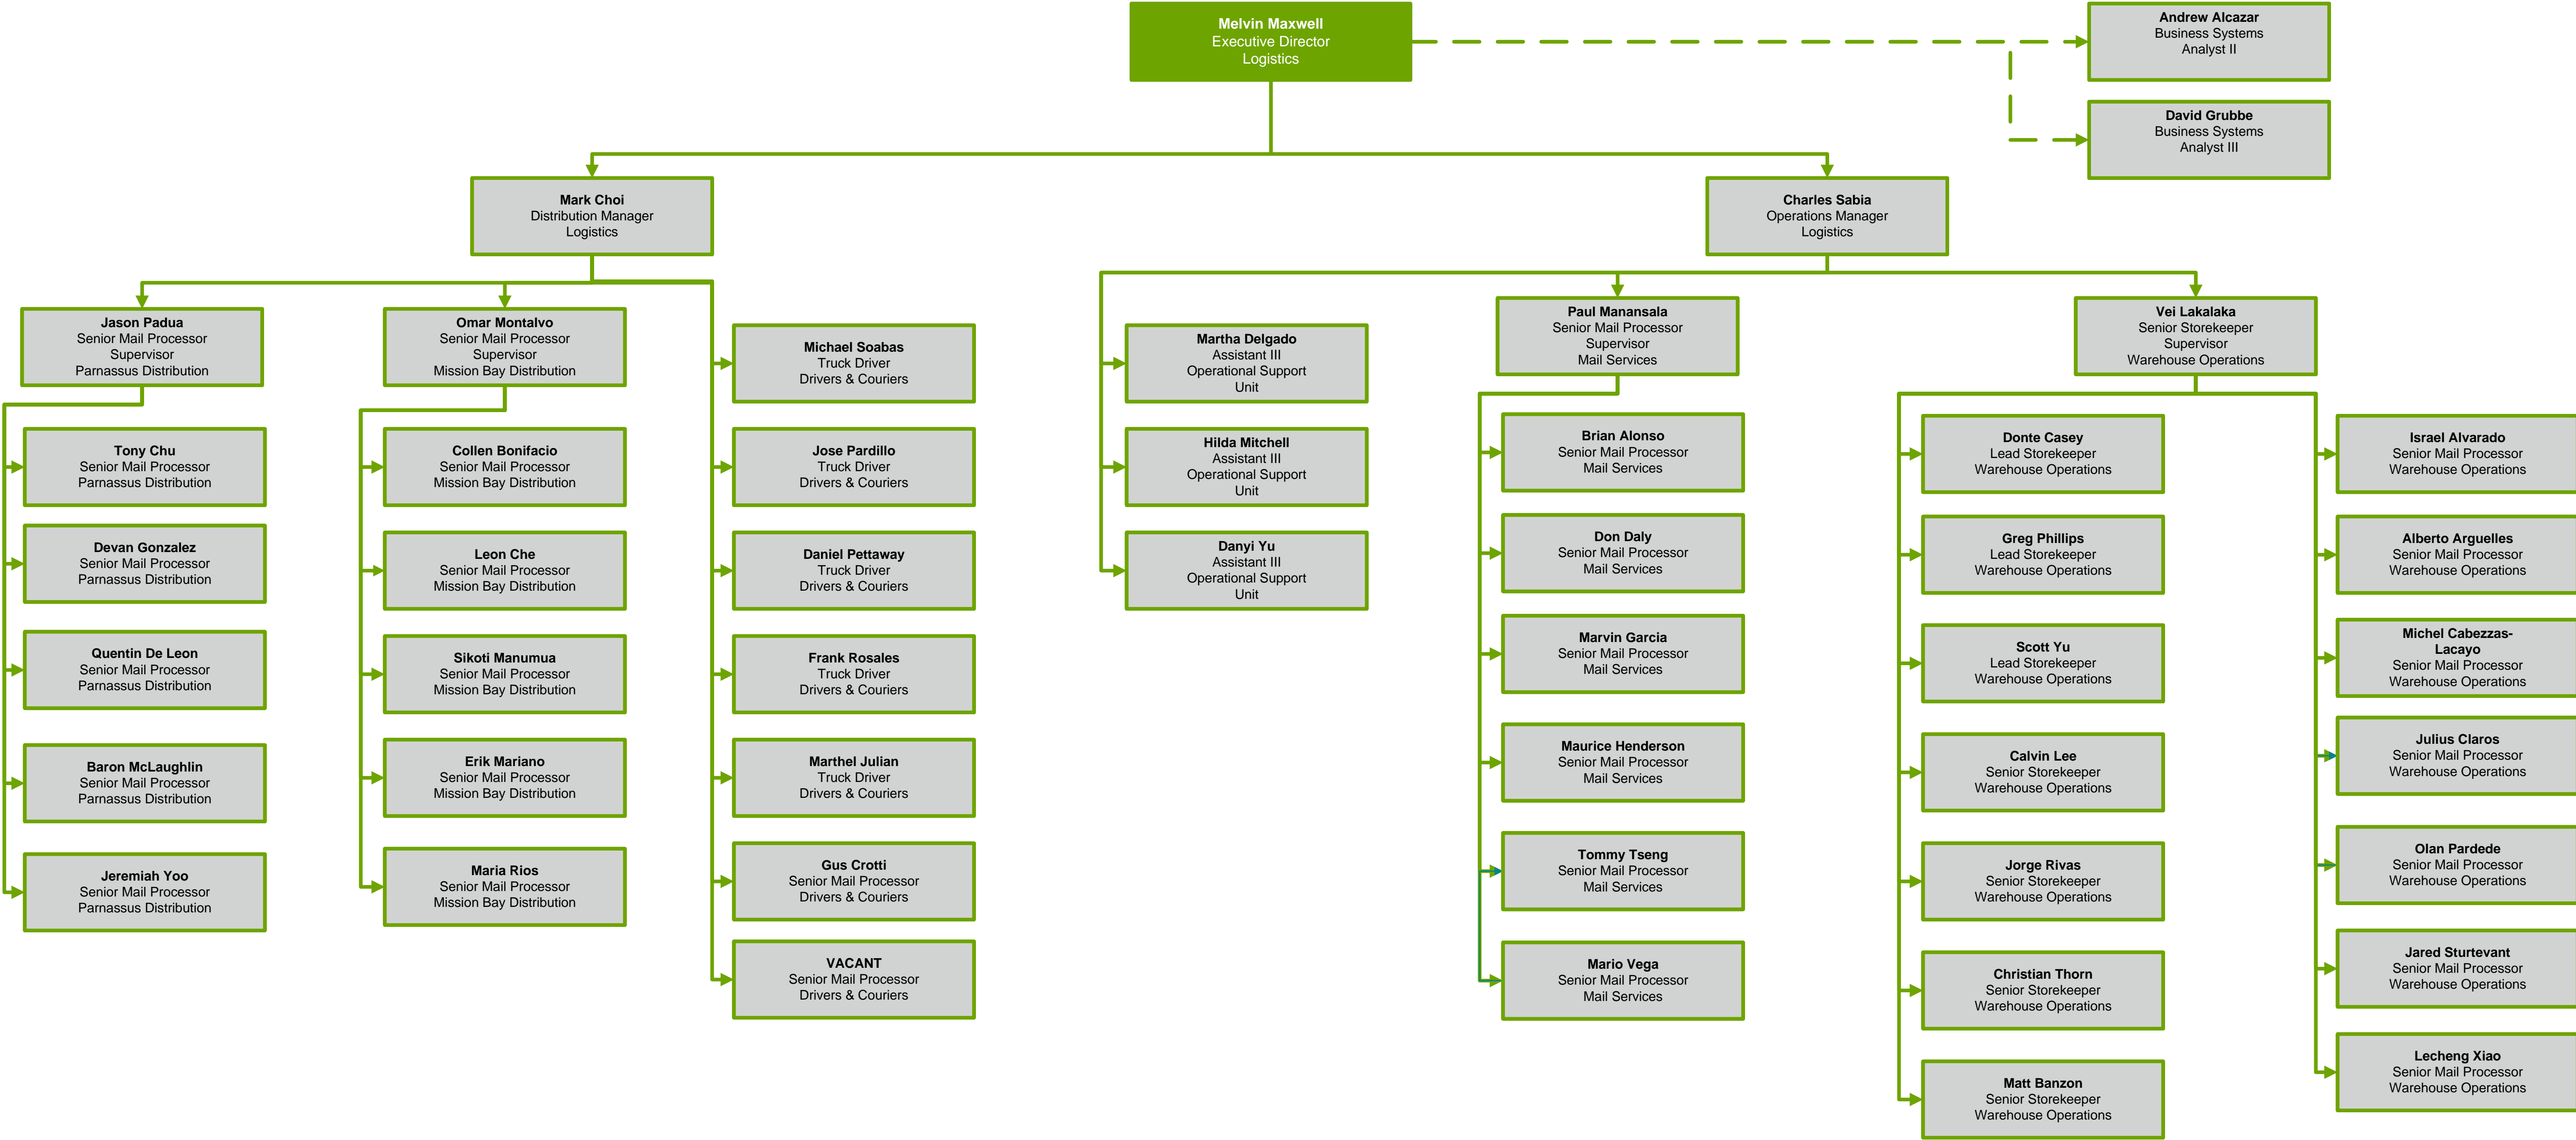 Melvin Maxwell
Executive Director
Logistics
Andrew Alcazar
Business Systems
Analyst II
David Grubbe
Business Systems
Analyst III
Mark Choi
Distribution Manager
Logistics
Charles Sabia
Operations Manager
Logistics
Jason Padua
Senior Mail Processor
Supervisor
Parnassus Distribution
Tony Chu
Senior Mail Processor
Parnassus Distribution
Devan Gonzalez
Senior Mail Processor
Parnassus Distribution
Quentin De Leon
Senior Mail Processor
Parnassus Distribution
Baron McLaughlin
Senior Mail Processor
Parnassus Distribution
Jeremiah Yoo
Senior Mail Processor
Parnassus Distribution
Omar Montalvo
Senior Mail Processor
Supervisor
Mission Bay Distribution
Collen Bonifacio
Senior Mail Processor
Mission Bay Distribution
Leon Che
Senior Mail Processor
Mission Bay Distribution
Sikoti Manumua
Senior Mail Processor
Mission Bay Distribution
Erik Mariano
Senior Mail Processor
Mission Bay Distribution
Maria Rios
Senior Mail Processor
Mission Bay Distribution
Michael Soabas
Truck Driver
Drivers & Couriers
Jose Pardillo
Truck Driver
Drivers & Couriers
Daniel Pettaway
Truck Driver
Drivers & Couriers
Frank Rosales
Truck Driver
Drivers & Couriers
Marthel Julian
Truck Driver
Drivers & Couriers
Gus Crotti
Senior Mail Processor
Drivers & Couriers
VACANT
Senior Mail Processor
Drivers & Couriers
Martha Delgado
Assistant III
Operational Support
Unit
Hilda Mitchell
Assistant III
Operational Support
Unit
Danyi Yu
Assistant III
Operational Support
Unit
Paul Manansala
Senior Mail Processor
Supervisor
Mail Services
Brian Alonso
Senior Mail Processor
Mail Services
Don Daly
Senior Mail Processor
Mail Services
Marvin Garcia
Senior Mail Processor
Mail Services
Maurice Henderson
Senior Mail Processor
Mail Services
Tommy Tseng
Senior Mail Processor
Mail Services
Mario Vega
Senior Mail Processor
Mail Services
Vei Lakalaka
Senior Storekeeper
Supervisor
Warehouse Operations
Donte Casey
Lead Storekeeper
Warehouse Operations
Greg Phillips
Lead Storekeeper
Warehouse Operations
Scott Yu
Lead Storekeeper
Warehouse Operations
Calvin Lee
Senior Storekeeper
Warehouse Operations
Jorge Rivas
Senior Storekeeper
Warehouse Operations
Christian Thorn
Senior Storekeeper
Warehouse Operations
Matt Banzon
Senior Storekeeper
Warehouse Operations
Israel Alvarado
Senior Mail Processor
Warehouse Operations
Alberto Arguelles
Senior Mail Processor
Warehouse Operations
Michel Cabezzas-
Lacayo
Senior Mail Processor
Warehouse Operations
Julius Claros
Senior Mail Processor
Warehouse Operations
Olan Pardede
Senior Mail Processor
Warehouse Operations
Jared Sturtevant
Senior Mail Processor
Warehouse Operations
Lecheng Xiao
Senior Mail Processor
Warehouse Operations